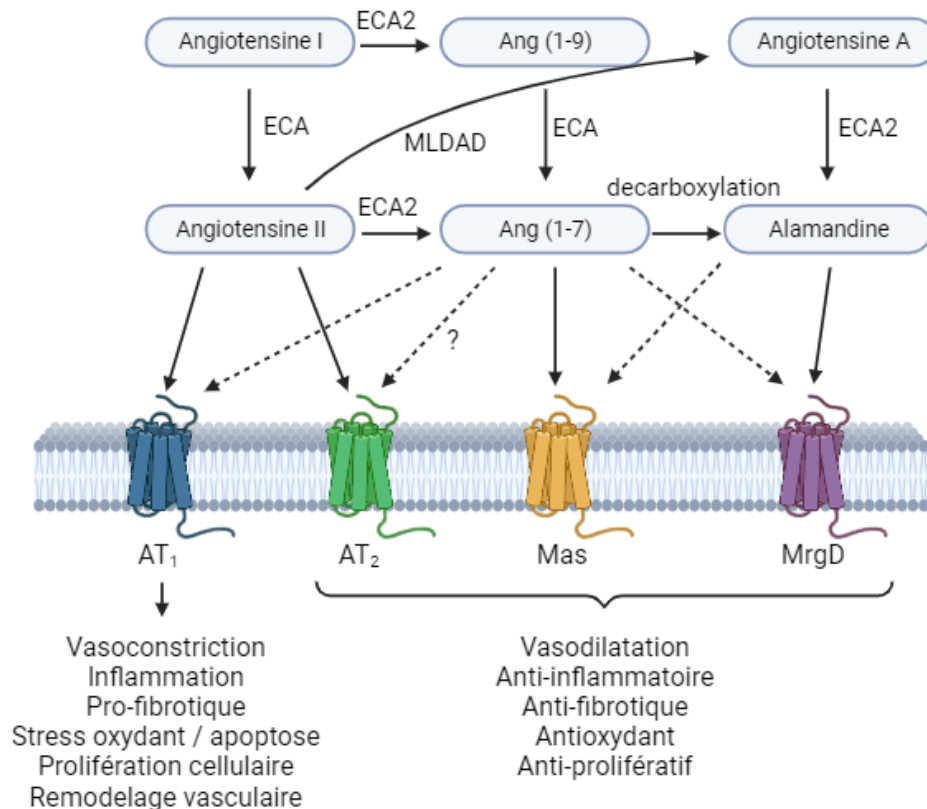 Angiotensine I
ECA2
Ang (1-9)
Angiotensine A
ECA
MLDAD
ECA
ECA2
decarboxylation
Angiotensine II
ECA2
Ang (1-7)
Alamandine
?
AT₁
AT₂
Mas
MrgD
Vasoconstriction
Inflammation
Pro-fibrotique
Stress oxydant / apoptose
Prolifération cellulaire
Remodelage vasculaire
Vasodilatation
Anti-inflammatoire
Anti-fibrotique
Antioxydant
Anti-prolifératif